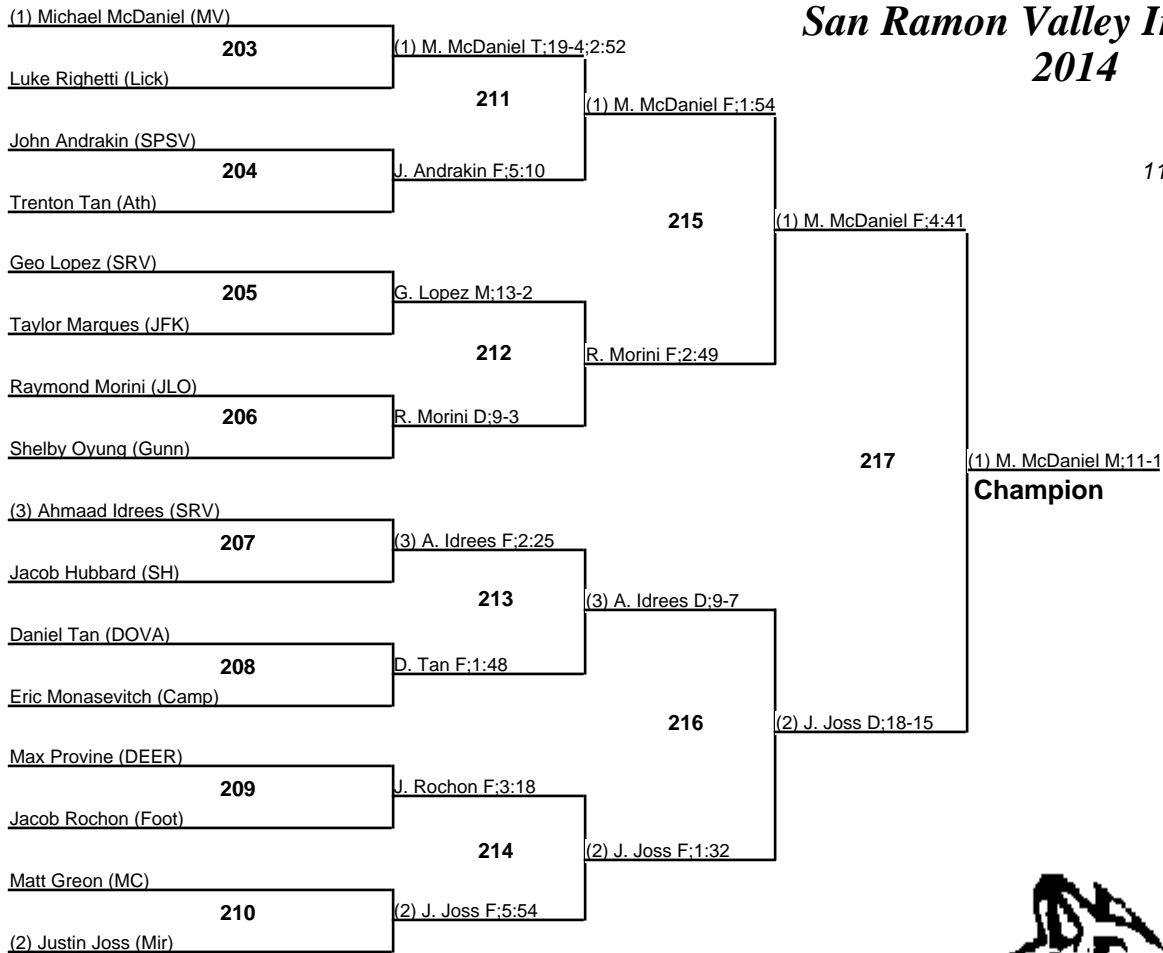 San Ramon Valley
2014
11
(1) Michael McDaniel (MV)
203
Luke Righetti (Lick)
(1) M. McDaniel T;19-4;2:52
211
John Andrakin (SPSV)
204
Trenton Tan (Ath)
J. Andrakin F;5:10
(1) M. McDaniel F;1:54
215
Geo Lopez (SRV)
205
Taylor Marques (JFK)
G. Lopez M;13-2
212
Raymond Morini (JLO)
206
Shelby Oyung (Gunn)
R. Morini D;9-3
R. Morini F;2:49
(1) M. McDaniel F;4:41
217
(1) M. McDaniel M;11-1
Champion
(3) Ahmaad Idrees (SRV)
207
Jacob Hubbard (SH)
(3) A. Idrees F;2:25
213
Daniel Tan (DOVA)
208
Eric Monasevitch (Camp)
D. Tan F;1:48
(3) A. Idrees D;9-7
216
(2) J. Joss D;18-15
Max Provine (DEER)
209
Jacob Rochon (Foot)
J. Rochon F;3:18
214
Matt Greon (MC)
210
(2) Justin Joss (Mir)
(2) J. Joss F;5:54
(2) J. Joss F;1:32